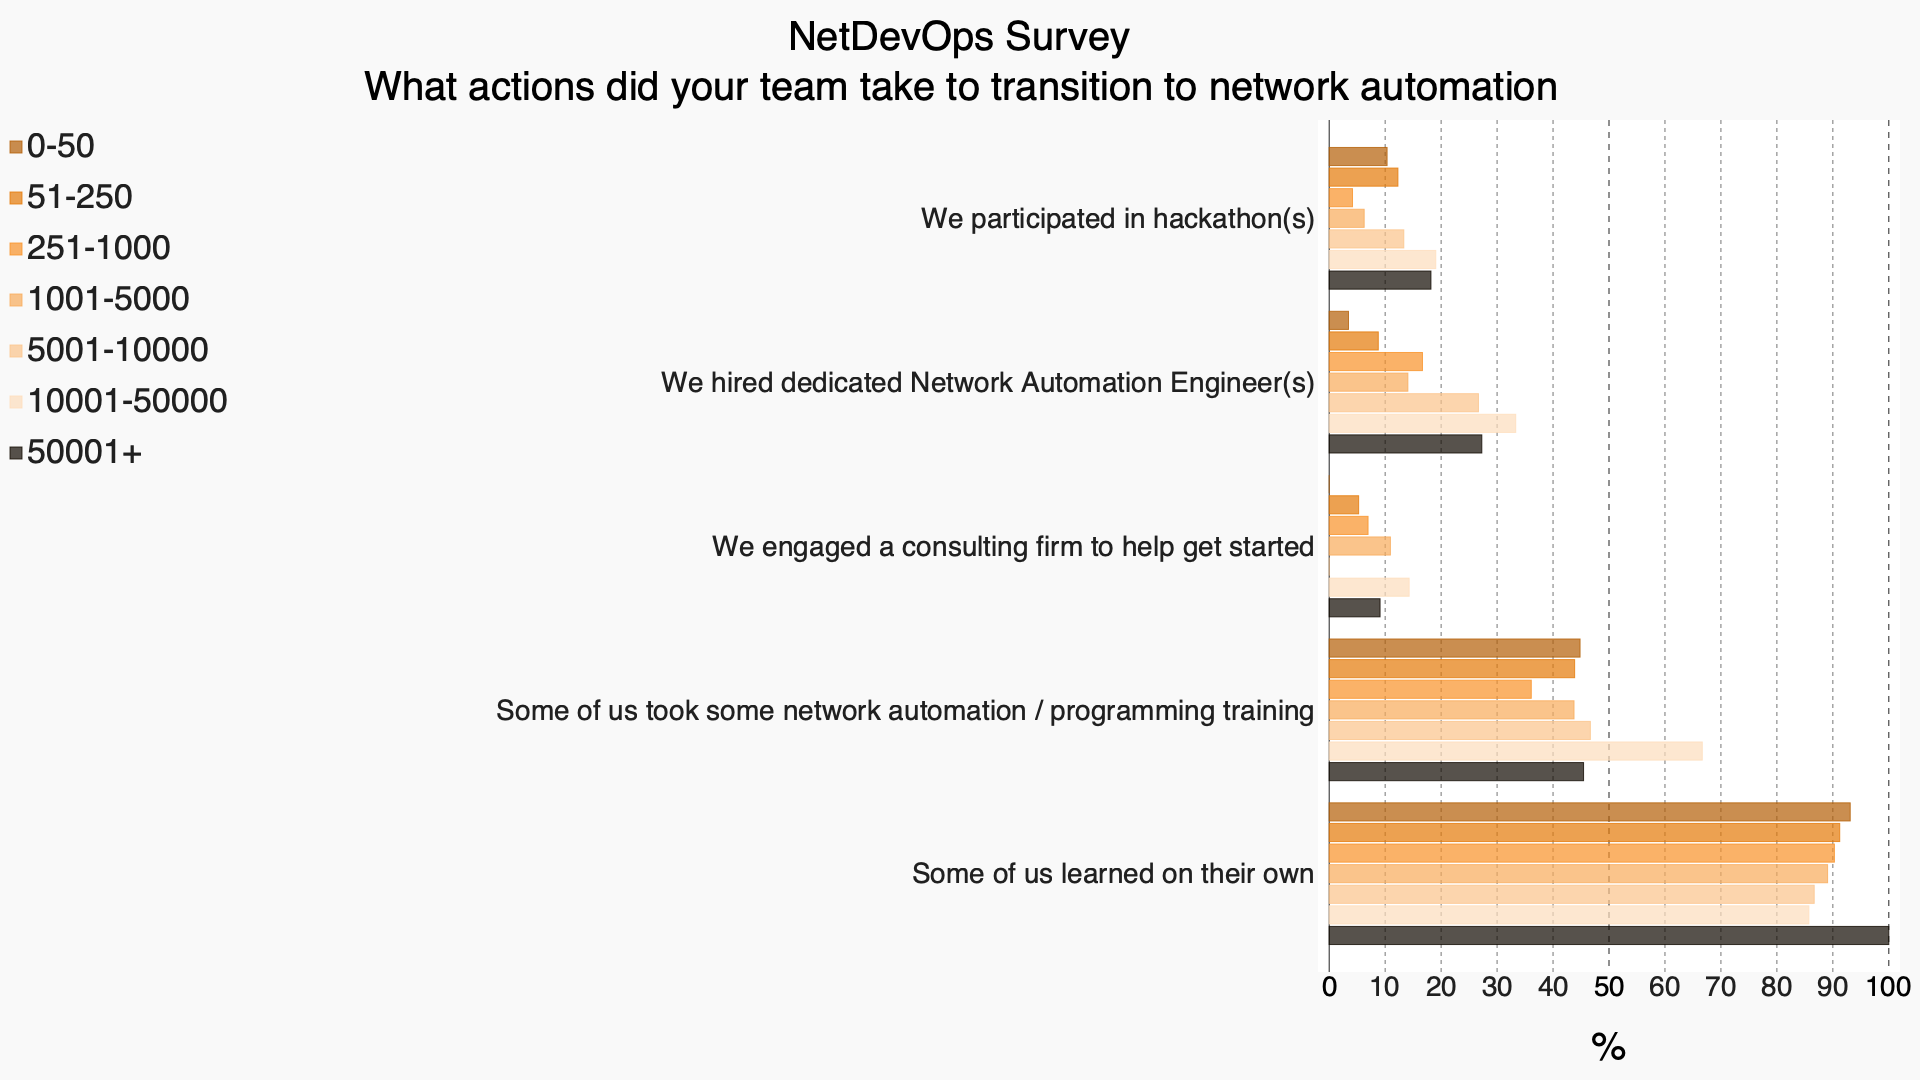 NetDevOps Survey
What actions did your team take to transition to network automation
0-50
51-250
251-1000
1001-5000
5001-10000
10001-50000
50001+
We participated in hackathon(s)
We hired dedicated Network Automation Engineer(s)
We engaged a consulting firm to help get started
Some of us took some network automation / programming training
Some of us learned on their own
0 10 20 30 40 50 60 70 80 90 100
%